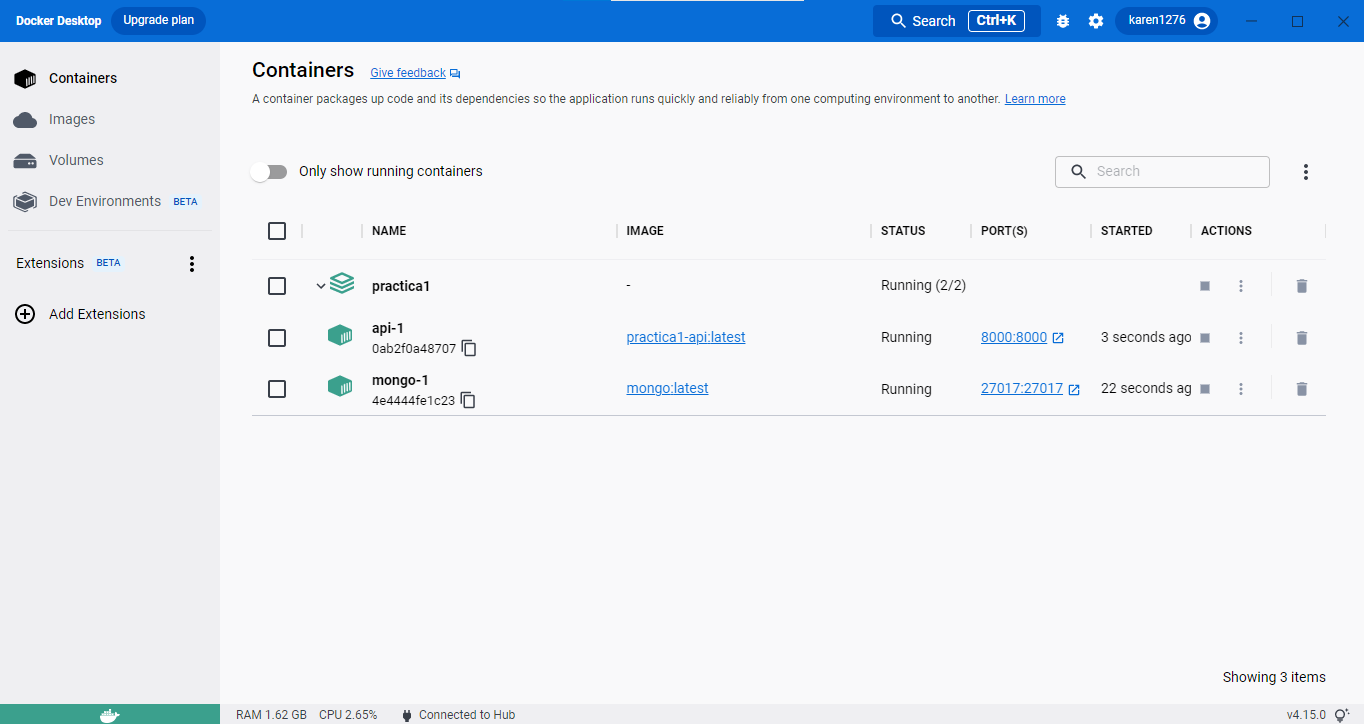 Docker Desktop Upgrade plan Search Ctrl+K karen1276
Containers
Images
Volumes
Dev Environments BETA
Extensions BETA
Add Extensions
Containers Give feedback
A container packages up code and its dependencies so the application runs quickly and reliably from one computing environment to another. Learn more
Only show running containers Search
NAME IMAGE STATUS PORT(S) STARTED ACTIONS
practica1 - Running (2/2)
api-1
0ab2f0a48707 practica1-api:latest Running 8000:8000 3 seconds ago
mongo-1
4e4444fe1c23 mongo:latest Running 27017:27017 22 seconds ag
Showing 3 items
RAM 1.62 GB CPU 2.65% Connected to Hub v4.15.0